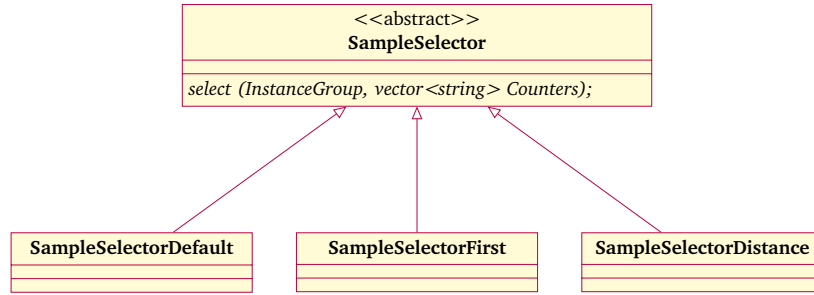 <<abstract>>
SampleSelector
select (InstanceGroup, vector<string> Counters);
SampleSelectorDefault
SampleSelectorFirst
SampleSelectorDistance